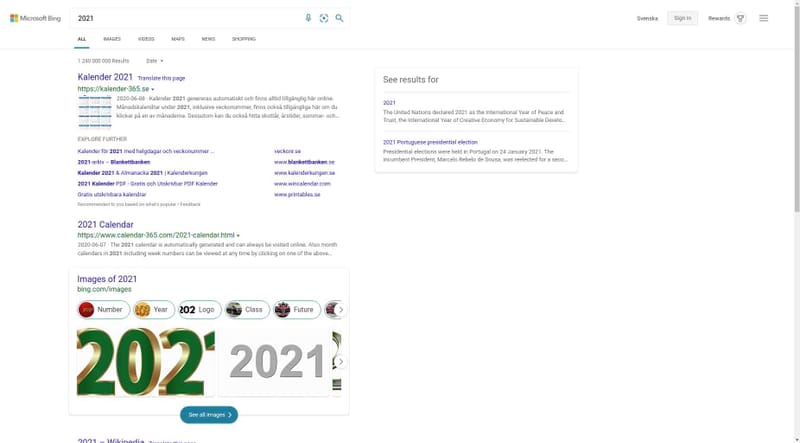 Microsoft Bing
2021
Svenska
Sign in
Rewards
ALL
IMAGES
VIDEOS
MAPS
NEWS
SHOPPING
1 240 000 000 Results
Date
Kalender 2021 Translate this page
https://kalender-365.se
2020-06-08 · Kalender 2021 genereras automatiskt och finns alltid tillgänglig här online.
Månadskalendrar under 2021, inklusive veckonummer, finns också tillgängliga här om du
klickar på en av månaderna. Dessutom kan du också hitta skottår, årstider, sommar- och...
EXPLORE FURTHER
Kalender för 2021 med helgdagar och veckonummer ...
veckonr.se
2021-arkiv – Blankettbanken
www.blankettbanken.se
Kalender 2021 & Almanacka 2021 | Kalenderkungen
www.kalenderkungen.se
2021 Kalender PDF - Gratis och Utskrivbar PDF Kalender
www.wincalendar.com
Gratis utskrivbara kalendrar
www.printables.se
Recommended to you based on what's popular • Feedback
2021 Calendar
https://www.calendar-365.com/2021-calendar.html
2020-06-07 · The 2021 calendar is automatically generated and can always be visited online. Also month
calendars in 2021 including week numbers can be viewed at any time by clicking on one of the above...
Images of 2021
bing.com/images
Number
Year
202
Logo
Class
Future
2021
2021
See all images
2021 – Wikipedia Translate this page
See results for
2021
The United Nations declared 2021 as the International Year of Peace and
Trust, the International Year of Creative Economy for Sustainable Develo...
2021 Portuguese presidential election
Presidential elections were held in Portugal on 24 January 2021. The
incumbent President, Marcelo Rebelo de Sousa, was reelected for a seco...